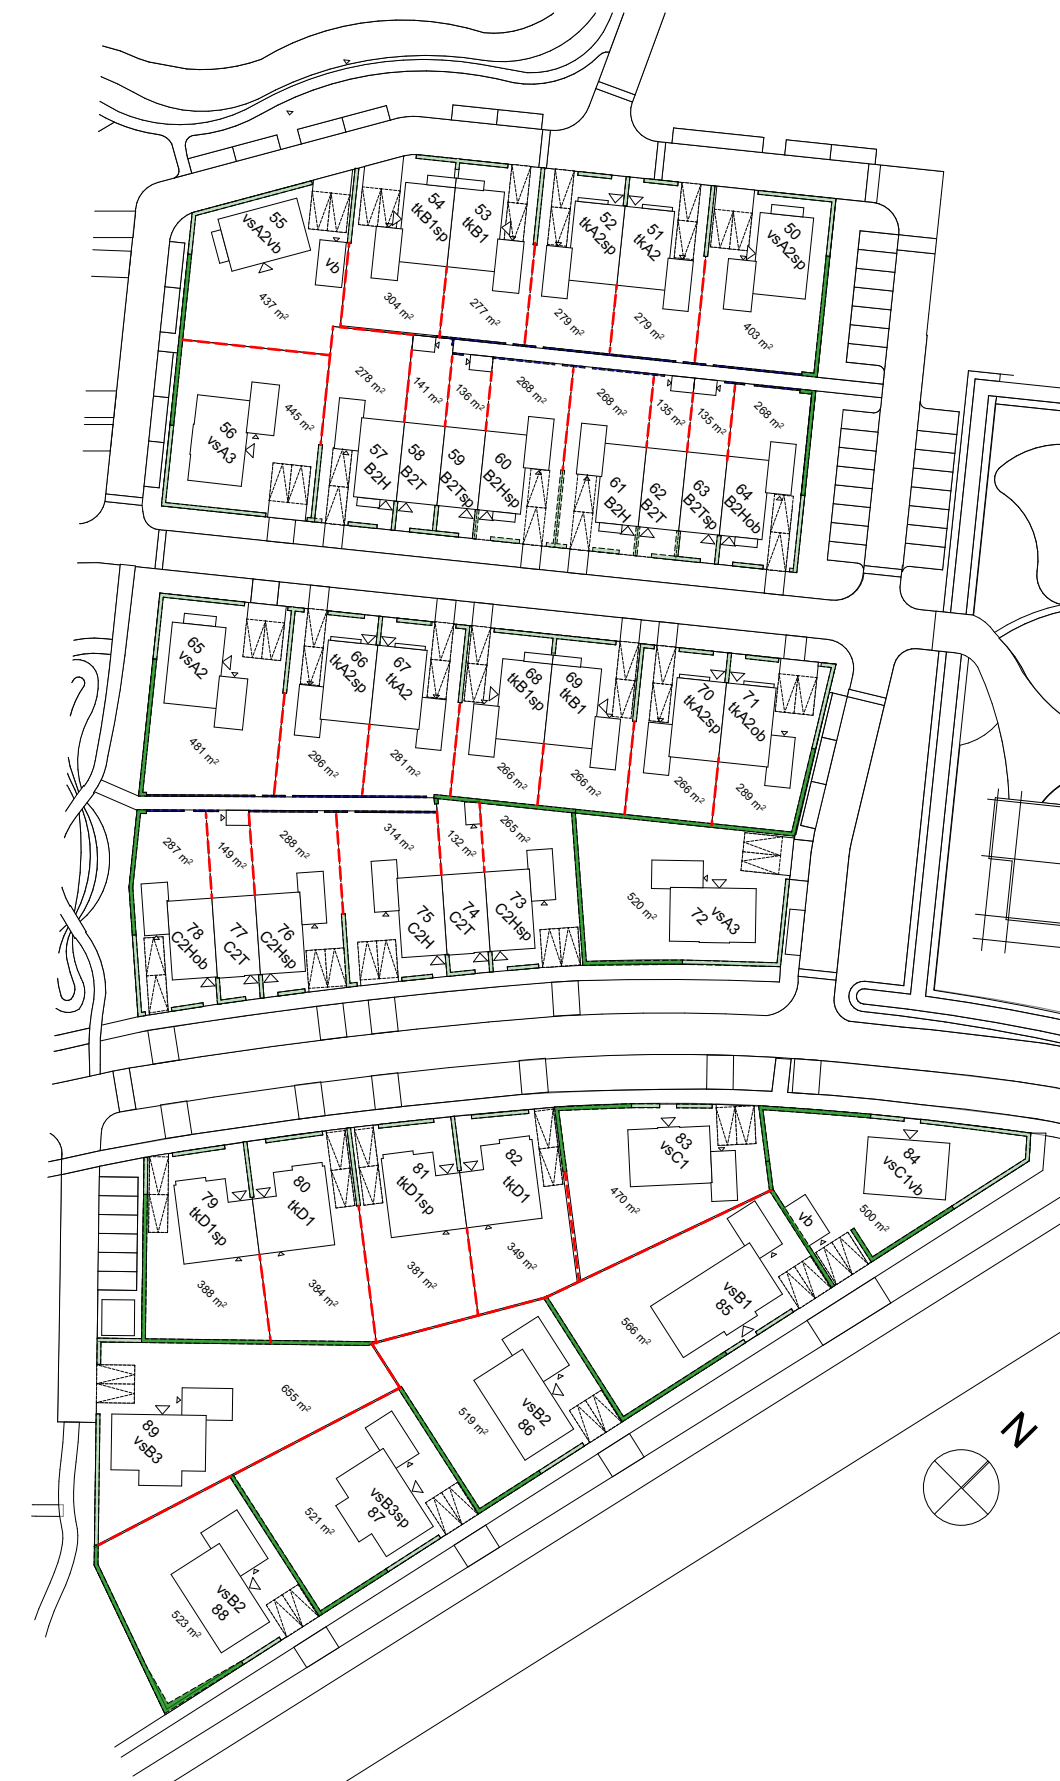 55
vsA2vb
vb
437 m²
54
tkB1sp
304 m²
53
tkB1
277 m²
52
tkA2sp
279 m²
51
tkA2
279 m²
50
vsA2sp
403 m²
56
vsA3
445 m²
278 m²
57
B2H
141 m²
58
B2T
136 m²
59
B2Tsp
268 m²
60
B2Hsp
268 m²
61
B2H
135 m²
62
B2T
135 m²
63
B2Tsp
268 m²
64
B2Hob
65
vsA2
481 m²
66
tkA2sp
296 m²
67
tkA2
281 m²
68
tkB1sp
266 m²
69
tkB1
266 m²
70
tkA2sp
266 m²
71
tkA2ob
289 m²
287 m²
78
C2Hob
149 m²
77
C2T
288 m²
76
C2Hsp
314 m²
75
C2H
132 m²
74
C2T
265 m²
73
C2Hsp
520 m²
72
vsA3
79
tkD1sp
388 m²
80
tkD1
384 m²
81
tkD1sp
381 m²
82
tkD1
349 m²
83
vsC1
470 m²
84
vsC1vb
500 m²
vb
vsB1
85
566 m²
vsB2
86
519 m²
655 m²
89
vsB3
vsB3sp
87
521 m²
vsB2
88
523 m²
N